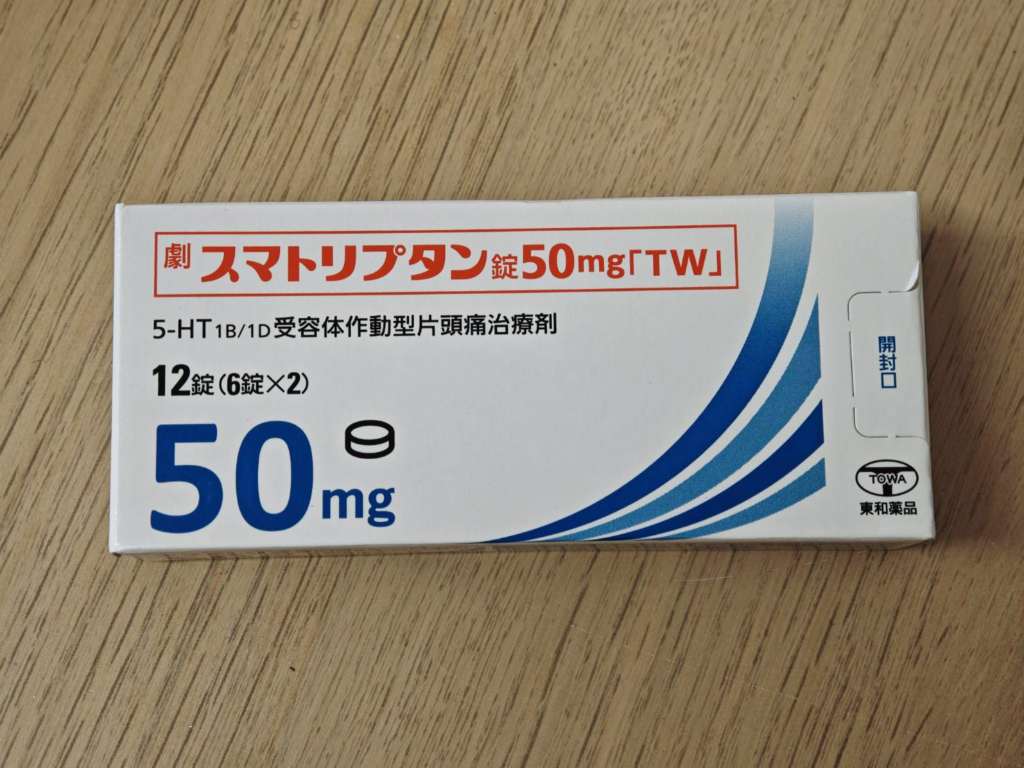 劇 スマトリプタン錠50mg「TW」
5-HT1B/1D受容体作動型片頭痛治療剤
12錠(6錠×2)
50mg
開封口
TOWA
東和薬品